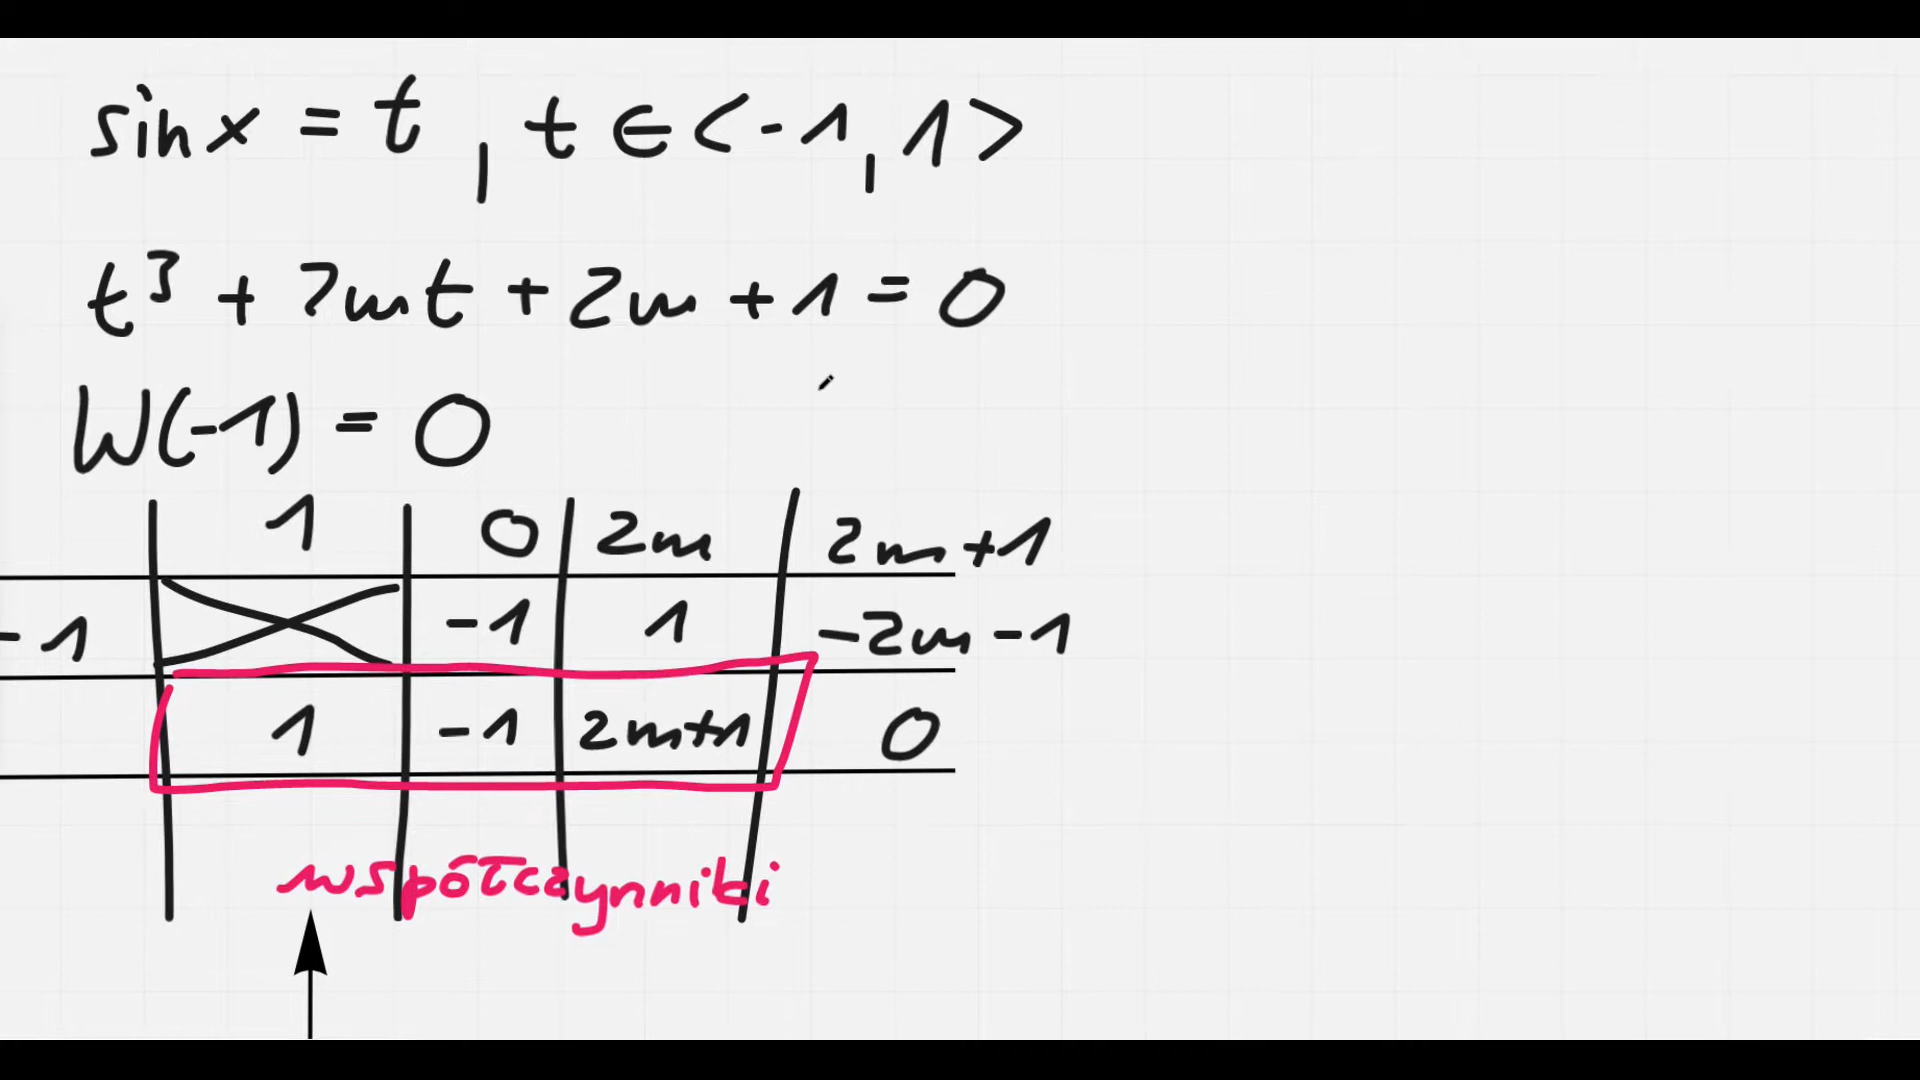 sin x = t , t ∈ <-1, 1>
t³ + 2mt + 2m + 1 = 0
W(-1) = 0
1 0 2m 2m+1
-1 -1 1 -2m-1
1 -1 2m+1 0
współczynniki